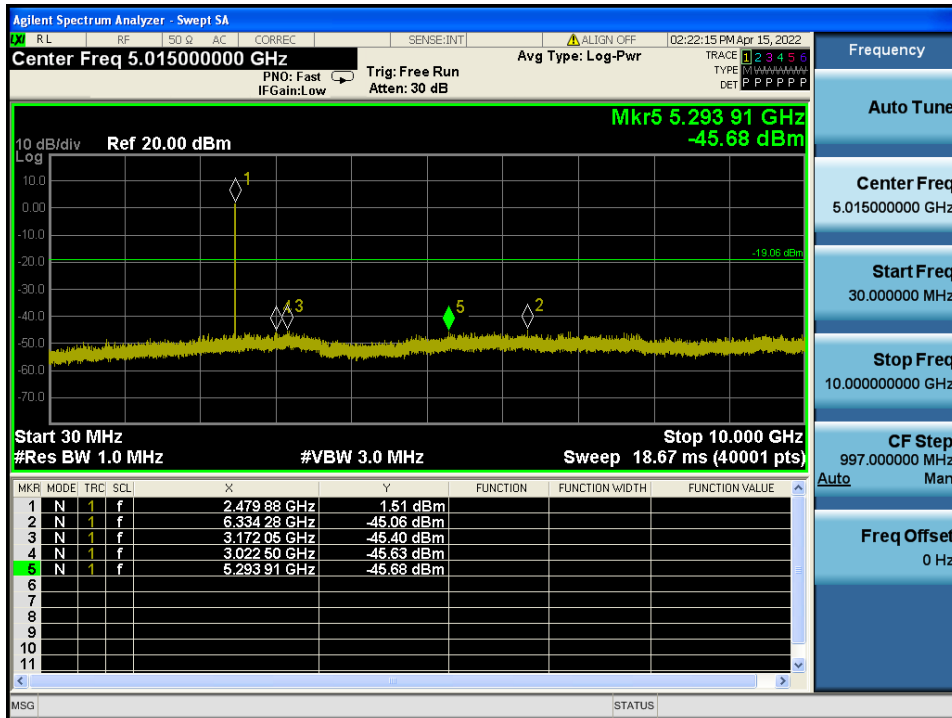 Agilent Spectrum Analyzer - Swept SA
LXI RL RF 50 Ω AC CORREC SENSE:INT ALIGN OFF 02:22:15 PM Apr 15, 2022
Center Freq 5.015000000 GHz
PNO: Fast
IFGain:Low
Trig: Free Run
Atten: 30 dB
Avg Type: Log-Pwr
TRACE 1 2 3 4 5 6
TYPE M W W W W W
DET P P P P P P
Mkr5 5.293 91 GHz
-45.68 dBm
10 dB/div Ref 20.00 dBm
Log
10.0
0.00
-10.0
-20.0
-30.0
-40.0
-50.0
-60.0
-70.0
1
4 3
5
2
-19.06 dBm
Start 30 MHz Stop 10.000 GHz
#Res BW 1.0 MHz #VBW 3.0 MHz Sweep 18.67 ms (40001 pts)
MKR MODE TRC SCL X Y FUNCTION FUNCTION WIDTH FUNCTION VALUE
1 N 1 f 2.479 88 GHz 1.51 dBm
2 N 1 f 6.334 28 GHz -45.06 dBm
3 N 1 f 3.172 05 GHz -45.40 dBm
4 N 1 f 3.022 50 GHz -45.63 dBm
5 N 1 f 5.293 91 GHz -45.68 dBm
6
7
8
9
10
11
MSG STATUS
Frequency
Auto Tune
Center Freq
5.015000000 GHz
Start Freq
30.000000 MHz
Stop Freq
10.000000000 GHz
CF Step
997.000000 MHz
Auto Man
Freq Offset
0 Hz